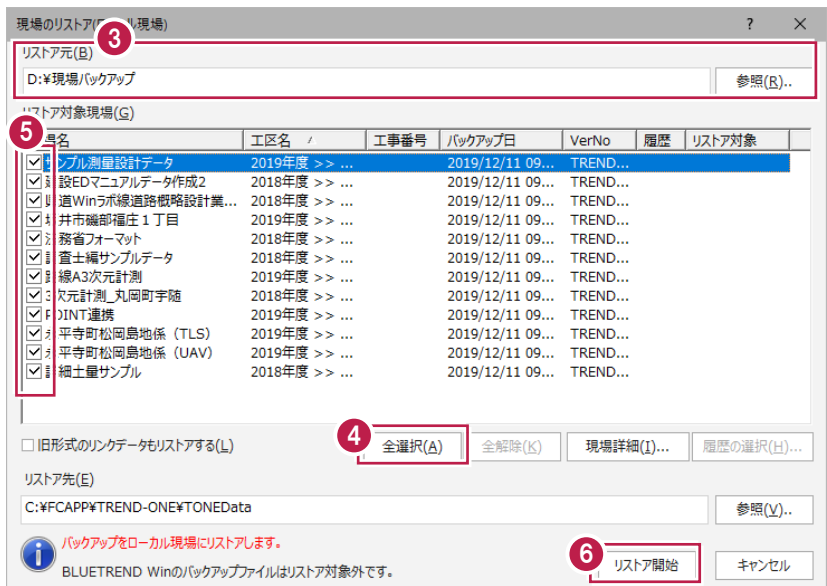 現場のリストア(ロ ル現場) ? ×
3
リストア元(B)
D:¥現場バックアップ 参照(R)..
リストア対象現場(G)
5
場名 工区名 工事番号 バックアップ日 VerNo 履歴 リストア対象
サンプル測量設計データ 2019年度 >> ... 2019/12/11 09... TREND...
設EDマニュアルデータ作成2 2018年度 >> ... 2019/12/11 09... TREND...
道Winラボ線道路概略設計業... 2018年度 >> ... 2019/12/11 09... TREND...
井市磯部福庄1丁目 2019年度 >> ... 2019/12/11 09... TREND...
務省フォーマット 2018年度 >> ... 2019/12/11 09... TREND...
査士編サンプルデータ 2018年度 >> ... 2019/12/11 09... TREND...
線A3次元計測 2019年度 >> ... 2019/12/11 09... TREND...
3次元計測_丸岡町宇随 2018年度 >> ... 2019/12/11 09... TREND...
POINT連携 2019年度 >> ... 2019/12/11 09... TREND...
平寺町松岡島地係（TLS） 2019年度 >> ... 2019/12/11 09... TREND...
平寺町松岡島地係（UAV） 2019年度 >> ... 2019/12/11 09... TREND...
細土量サンプル 2018年度 >> ... 2019/12/11 09... TREND...
4
旧形式のリンクデータもリストアする(L) 全選択(A) 全解除(K) 現場詳細(I)... 履歴の選択(H)...
リストア先(E)
C:¥FCAPP¥TREND-ONE¥TONEData 参照(V)..
バックアップをローカル現場にリストアします。
6
BLUETREND Winのバックアップファイルはリストア対象外です。 リストア開始 キャンセル